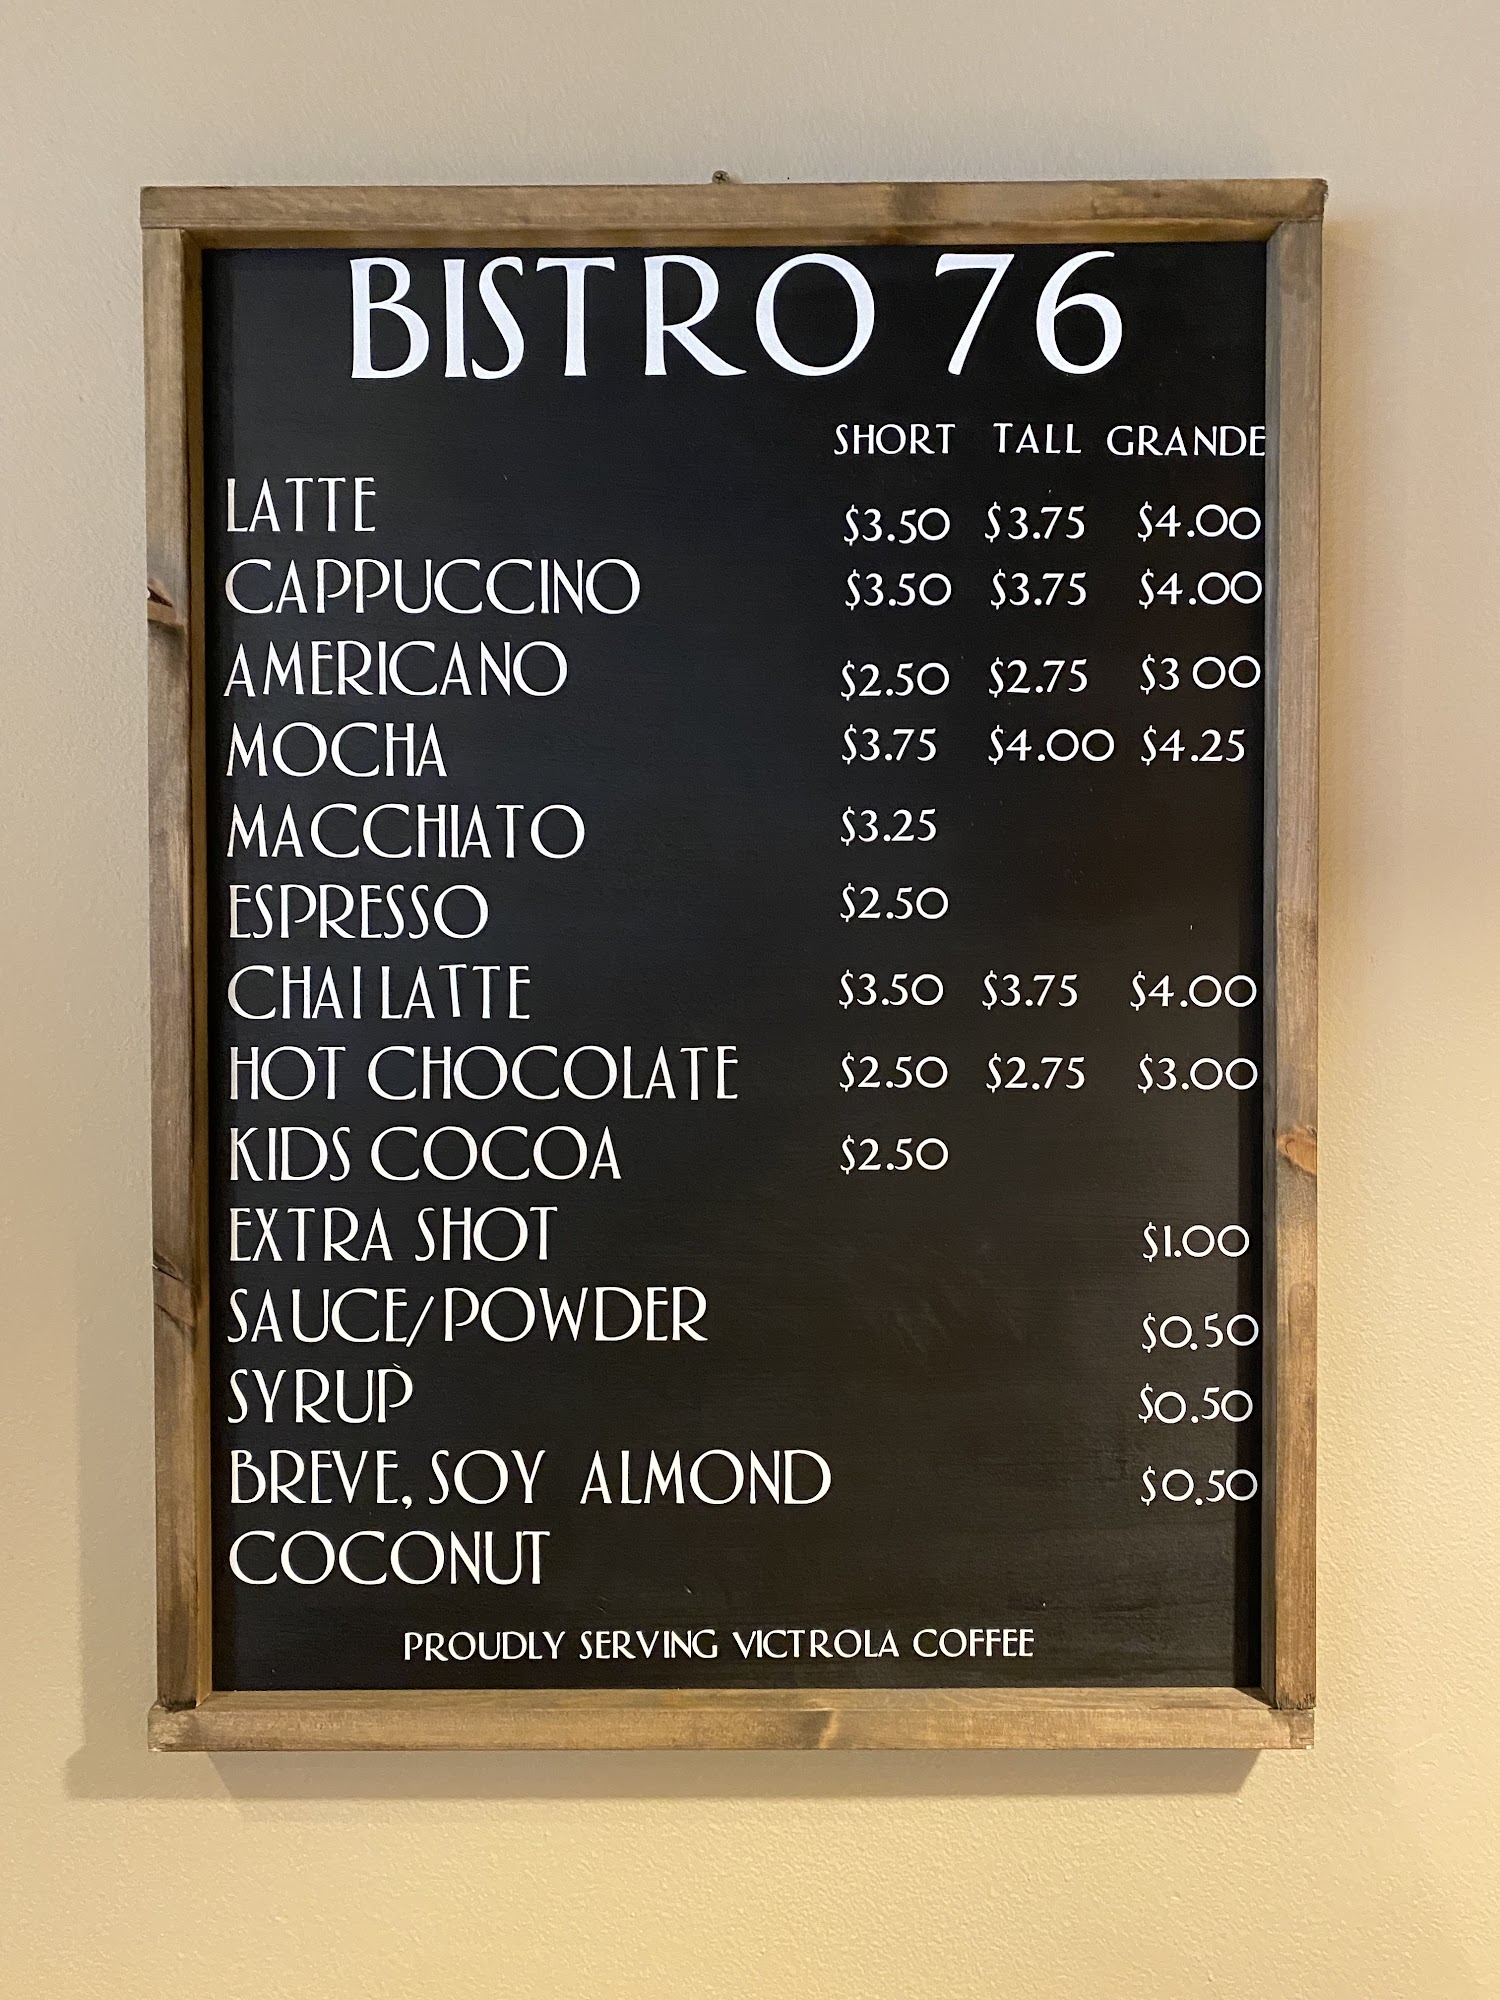 BISTRO 76
SHORT TALL GRANDE
LATTE $3.50 $3.75 $4.00
CAPPUCCINO $3.50 $3.75 $4.00
AMERICANO $2.50 $2.75 $3 00
MOCHA $3.75 $4.00 $4.25
MACCHIATO $3.25
ESPRESSO $2.50
CHAI LATTE $3.50 $3.75 $4.00
HOT CHOCOLATE $2.50 $2.75 $3.00
KIDS COCOA $2.50
EXTRA SHOT $1.00
SAUCE/POWDER $0.50
SYRUP $0.50
BREVE, SOY ALMOND $0.50
COCONUT
PROUDLY SERVING VICTROLA COFFEE